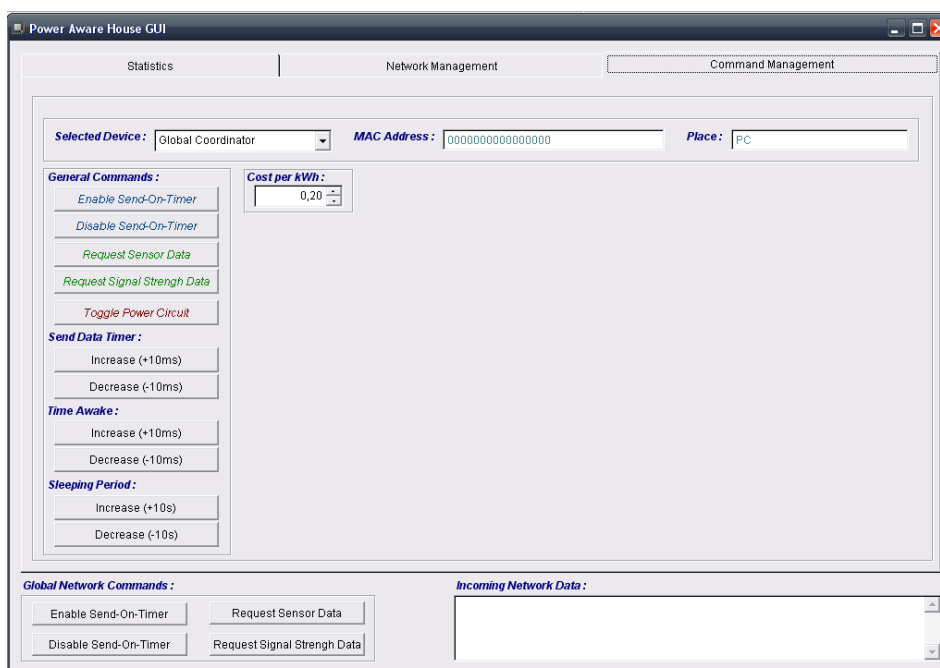 Power Aware House GUI
Statistics Network Management Command Management
Selected Device : Global Coordinator MAC Address : 0000000000000000 Place : PC
General Commands : Cost per kWh :
Enable Send-On-Timer 0,20
Disable Send-On-Timer
Request Sensor Data
Request Signal Strengh Data
Toggle Power Circuit
Send Data Timer :
Increase (+10ms)
Decrease (-10ms)
Time Awake :
Increase (+10ms)
Decrease (-10ms)
Sleeping Period :
Increase (+10s)
Decrease (-10s)
Global Network Commands : Incoming Network Data :
Enable Send-On-Timer Request Sensor Data
Disable Send-On-Timer Request Signal Strengh Data